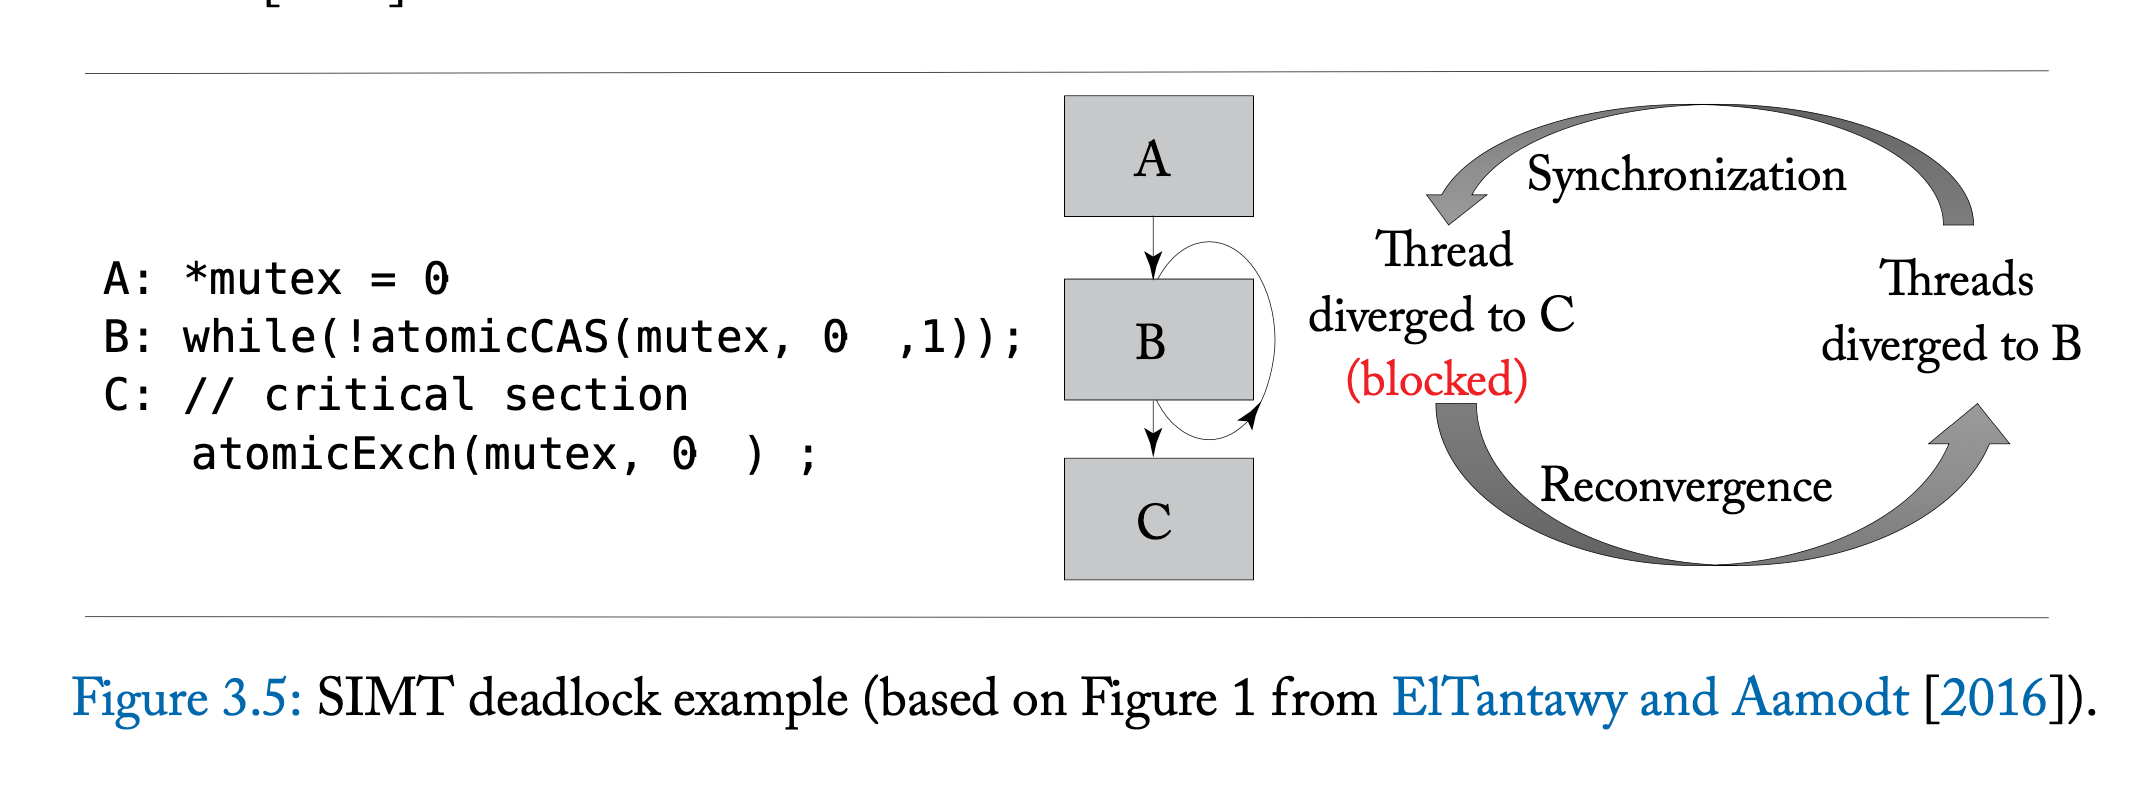 A: *mutex = 0
B: while(!atomicCAS(mutex, 0 ,1));
C: // critical section
atomicExch(mutex, 0 ) ;
A
B
C
Synchronization
Thread
diverged to C
(blocked)
Threads
diverged to B
Reconvergence
Figure 3.5: SIMT deadlock example (based on Figure 1 from ElTantawy and Aamodt [2016]).